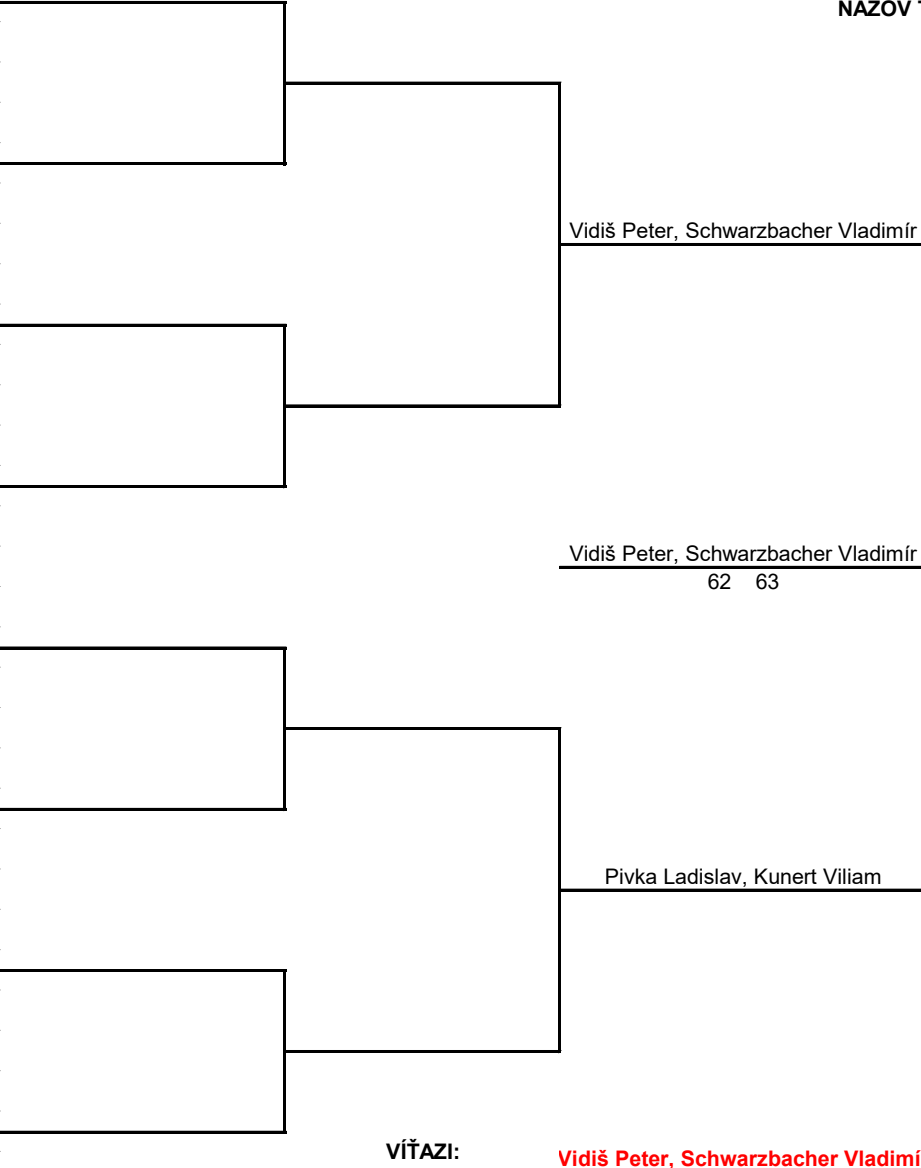 NÁZOV
Vidiš Peter, Schwarzbacher Vladimír
Vidiš Peter, Schwarzbacher Vladimír
62 63
Pivka Ladislav, Kunert Viliam
VÍŤAZI: Vidiš Peter, Schwarzbacher Vladimí